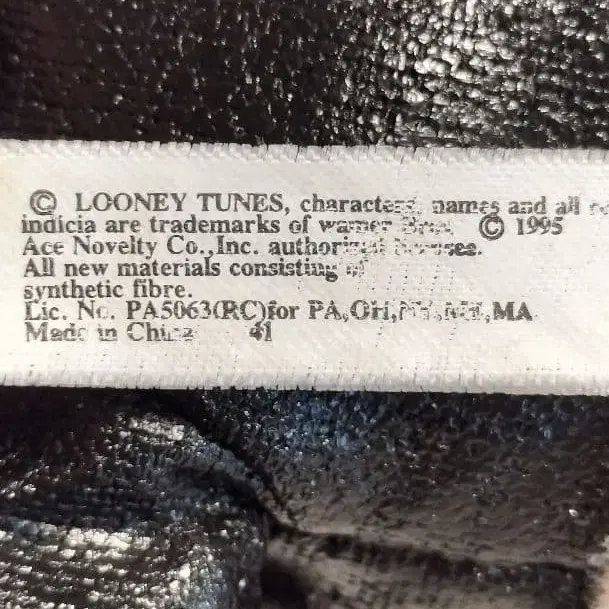 © LOONEY TUNES, characters, names and all
indicia are trademarks of warner Bros. © 1995
Ace Novelty Co., Inc. authorized licensee.
All new materials consisting of
synthetic fibre.
Lic. No. PA5063(RC)for PA,OH, MA
Made in China 41